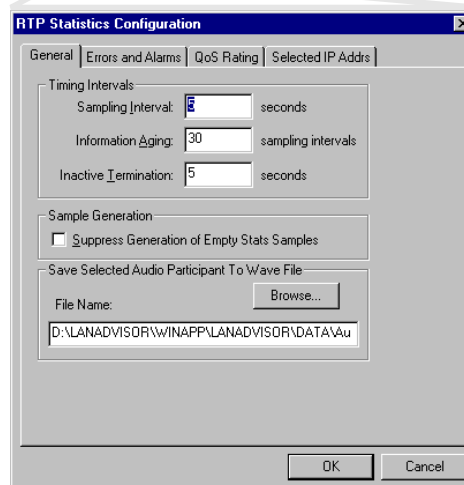 RTP Statistics Configuration
General Errors and Alarms QoS Rating Selected IP Addrs
Timing Intervals
Sampling Interval: 5 seconds
Information Aging: 30 sampling intervals
Inactive Termination: 5 seconds
Sample Generation
Suppress Generation of Empty Stats Samples
Save Selected Audio Participant To Wave File
File Name: Browse...
D:\LANADVISOR\WINAPP\LANADVISOR\DATA\Au
OK Cancel